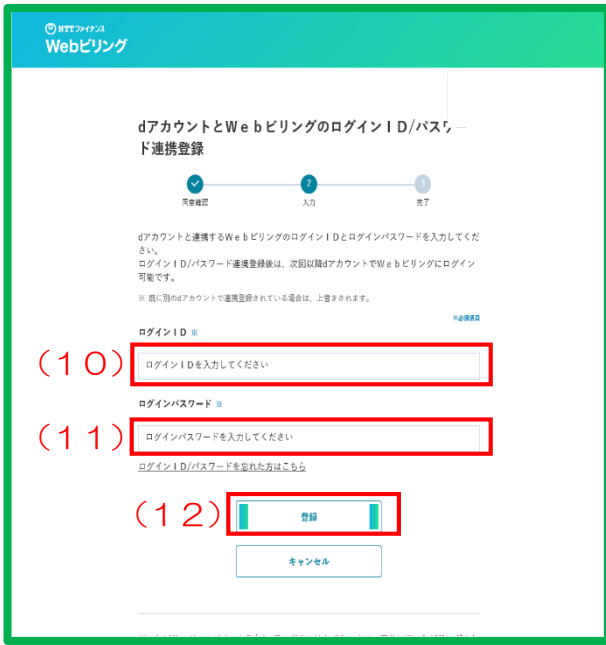 NTTファイナンス
Webビリング
dアカウントとWebビリングのログインID/パスワー
ド連携登録
2
3
同意確認
入力
完了
dアカウントと連携するWebビリングのログインIDとログインパスワードを入力してくだ
さい。
ログインID/パスワード連携登録後は、次回以降dアカウントでWebビリングにログイン
可能です。
※ 既に別のdアカウントで連携登録されている場合は、上書きされます。
※必須項目
ログインID ※
(10)
ログインIDを入力してください
ログインパスワード ※
(11)
ログインパスワードを入力してください
ログインID/パスワードを忘れた方はこちら
(12)
登録
キャンセル